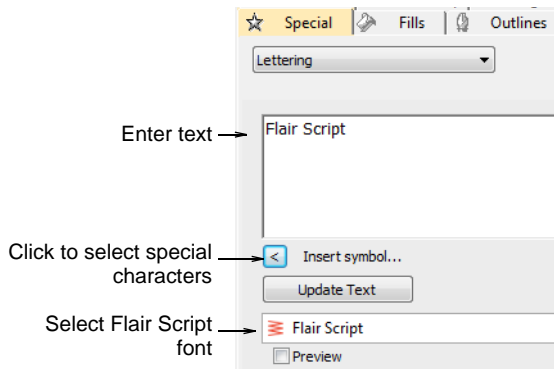 Special
Fills
Outlines
Lettering
Enter text
Flair Script
Click to select special
characters
< Insert symbol...
Update Text
Select Flair Script
font
Flair Script
Preview